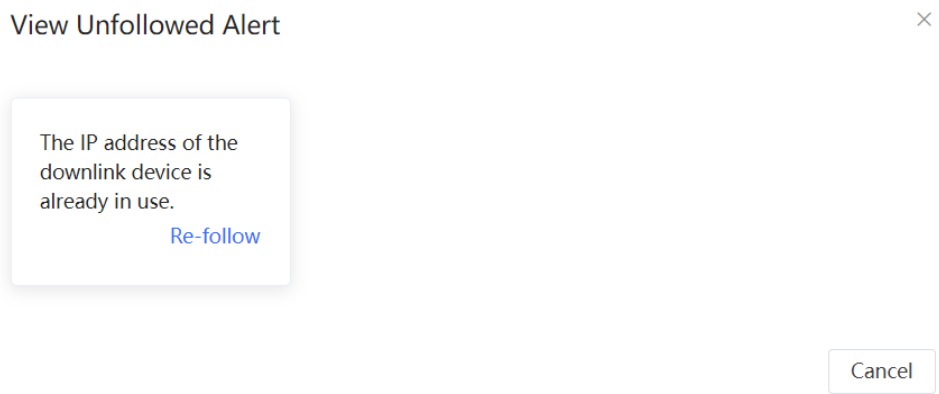 View Unfollowed Alert
The IP address of the
downlink device is
already in use.
Re-follow
Cancel